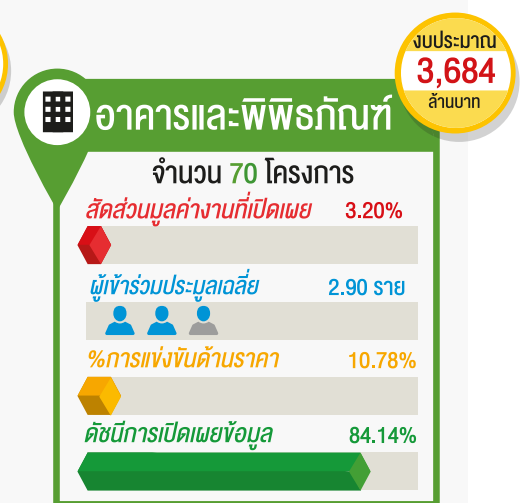 งบประมาณ
3,684
ล้านบาท
อาคารและพิพิธภัณฑ์
จำนวน 70 โครงการ
สัดส่วนมูลค่างานที่เปิดเผย 3.20%
ผู้เข้าร่วมประมูลเฉลี่ย 2.90 ราย
%การแข่งขันด้านราคา 10.78%
ดัชนีการเปิดเผยข้อมูล 84.14%